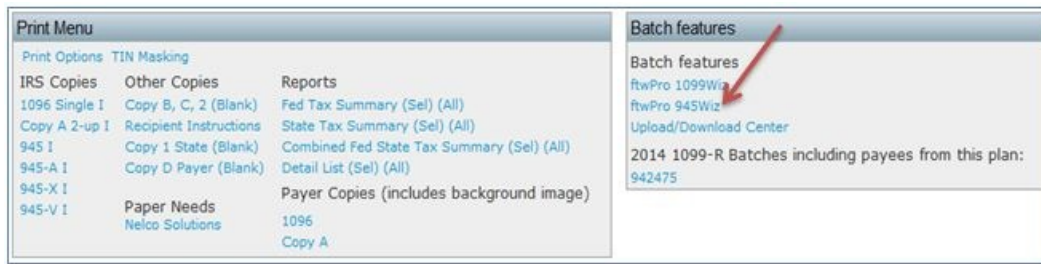 Print Menu
Print Options TIN Masking
IRS Copies Other Copies Reports
1096 Single I Copy B, C, 2 (Blank) Fed Tax Summary (Sel) (All)
Copy A 2-up I Recipient Instructions State Tax Summary (Sel) (All)
945 I Copy 1 State (Blank) Combined Fed State Tax Summary (Sel) (All)
945-A I Copy D Payer (Blank) Detail List (Sel) (All)
945-X I
945-V I
Paper Needs
Nelco Solutions
Payer Copies (includes background image)
1096
Copy A
Batch features
Batch features
ftwPro 1099Wiz
ftwPro 945Wiz
Upload/Download Center
2014 1099-R Batches including payees from this plan:
942475